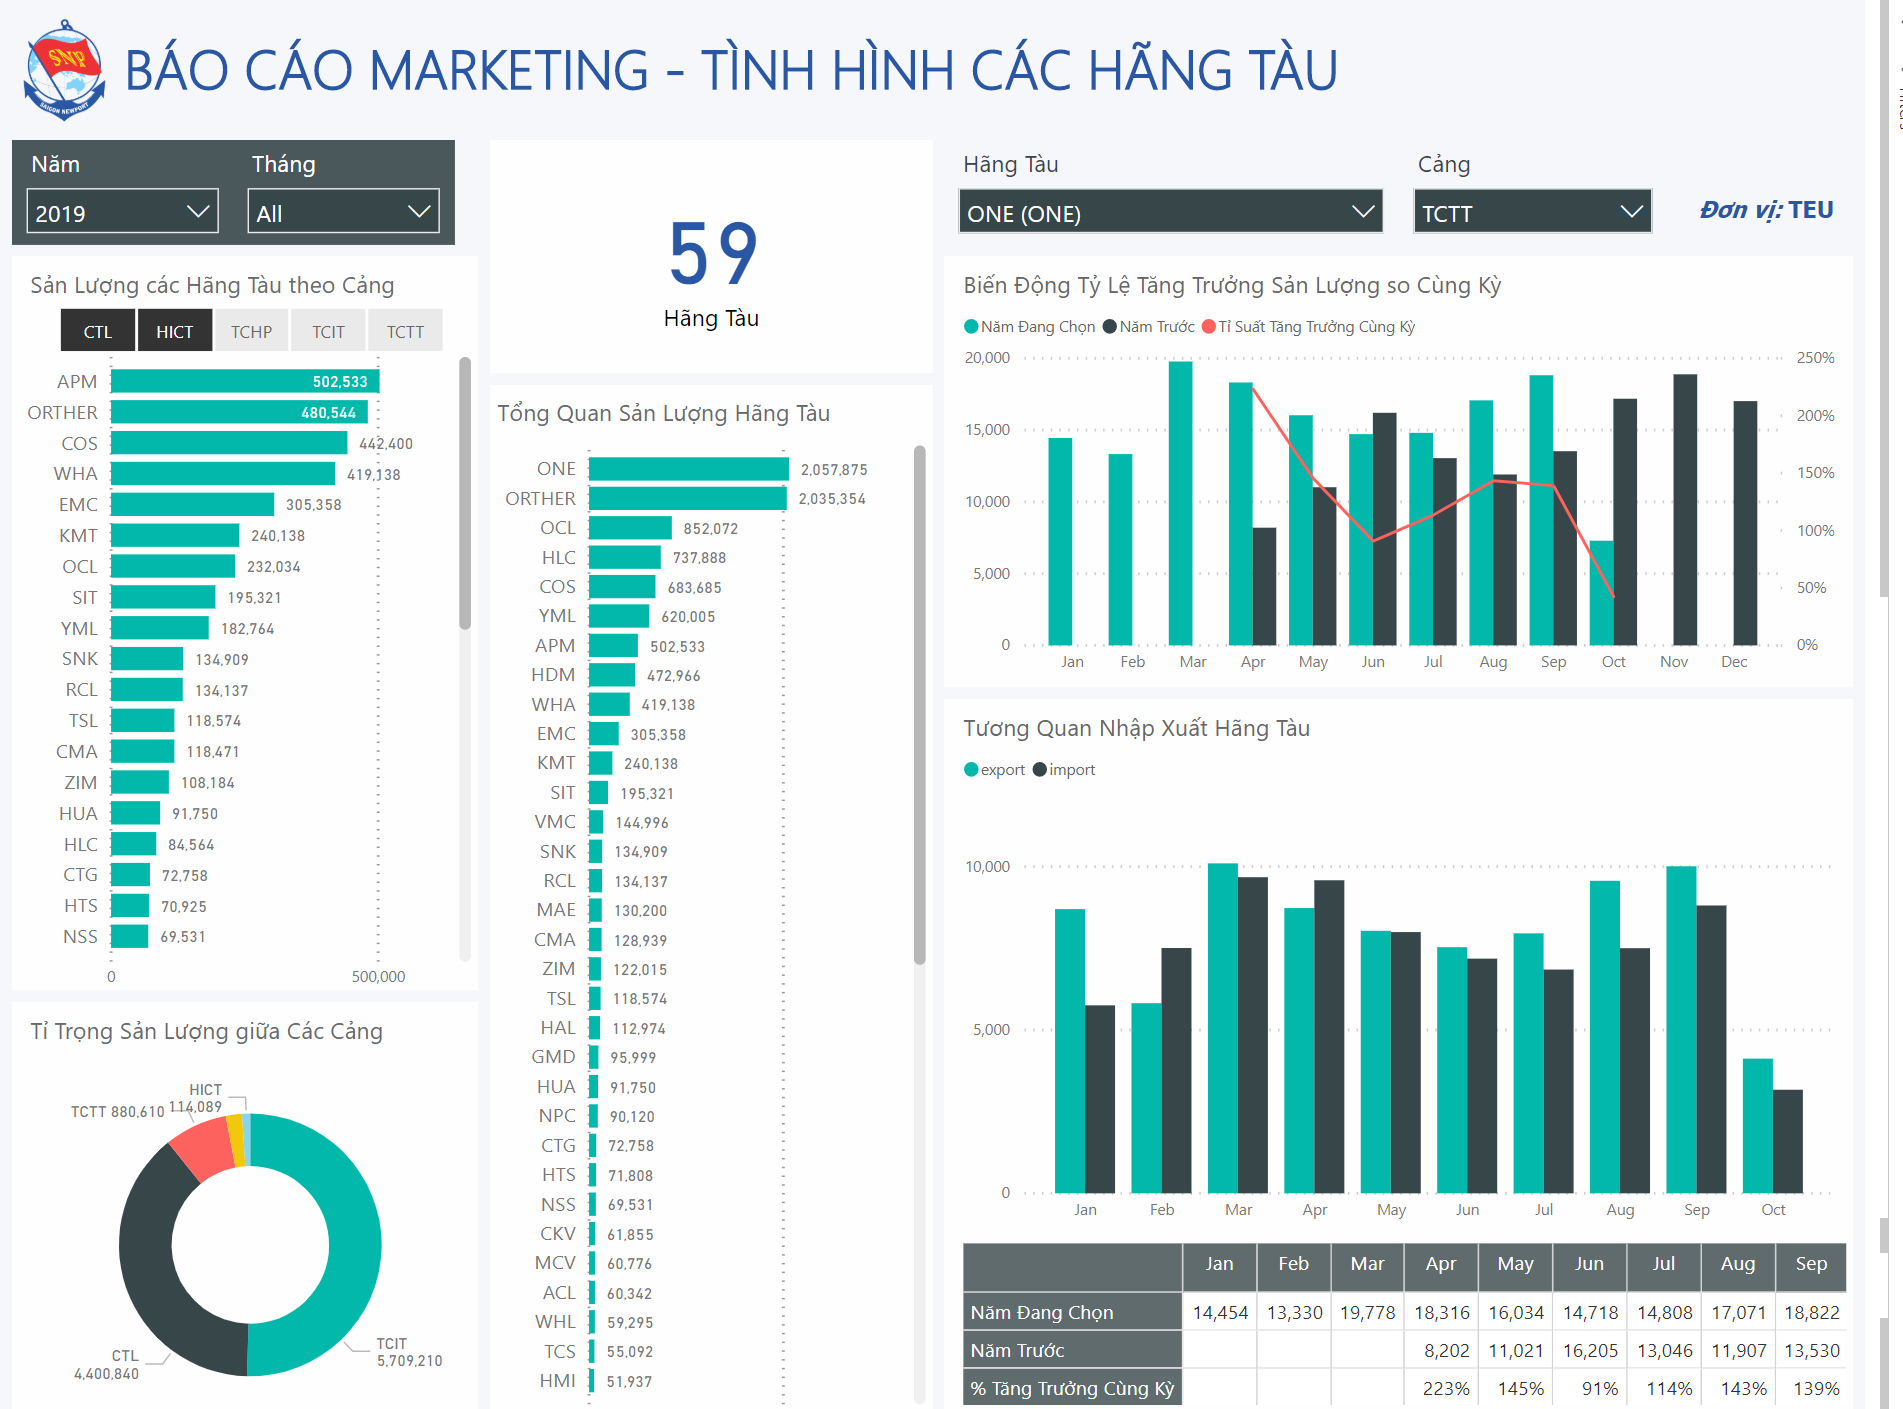 SNP
SAIGON NEWPORT
BÁO CÁO MARKETING - TÌNH HÌNH CÁC HÃNG TÀU
Năm
Tháng
2019
All
59
Hãng Tàu
Hãng Tàu
Cảng
ONE (ONE)
TCTT
Đơn vị: TEU
Sản Lượng các Hãng Tàu theo Cảng
CTL HICT TCHP TCIT TCTT
APM 502,533
ORTHER 480,544
COS 442,400
WHA 419,138
EMC 305,358
KMT 240,138
OCL 232,034
SIT 195,321
YML 182,764
SNK 134,909
RCL 134,137
TSL 118,574
CMA 118,471
ZIM 108,184
HUA 91,750
HLC 84,564
CTG 72,758
HTS 70,925
NSS 69,531
0 500,000
Tỉ Trọng Sản Lượng giữa Các Cảng
HICT
114,089
TCTT 880,610
TCIT
5,709,210
CTL
4,400,840
Tổng Quan Sản Lượng Hãng Tàu
ONE 2,057,875
ORTHER 2,035,354
OCL 852,072
HLC 737,888
COS 683,685
YML 620,005
APM 502,533
HDM 472,966
WHA 419,138
EMC 305,358
KMT 240,138
SIT 195,321
VMC 144,996
SNK 134,909
RCL 134,137
MAE 130,200
CMA 128,939
ZIM 122,015
TSL 118,574
HAL 112,974
GMD 95,999
HUA 91,750
NPC 90,120
CTG 72,758
HTS 71,808
NSS 69,531
CKV 61,855
MCV 60,776
ACL 60,342
WHL 59,295
TCS 55,092
HMI 51,937
Biến Động Tỷ Lệ Tăng Trưởng Sản Lượng so Cùng Kỳ
Năm Đang Chọn Năm Trước Tỉ Suất Tăng Trưởng Cùng Kỳ
20,000 250%
200%
15,000
150%
10,000
100%
5,000
50%
0 0%
Jan Feb Mar Apr May Jun Jul Aug Sep Oct Nov Dec
Tương Quan Nhập Xuất Hãng Tàu
export import
10,000
5,000
0
Jan Feb Mar Apr May Jun Jul Aug Sep Oct
Jan Feb Mar Apr May Jun Jul Aug Sep
Năm Đang Chọn 14,454 13,330 19,778 18,316 16,034 14,718 14,808 17,071 18,822
Năm Trước 8,202 11,021 16,205 13,046 11,907 13,530
% Tăng Trưởng Cùng Kỳ 223% 145% 91% 114% 143% 139%